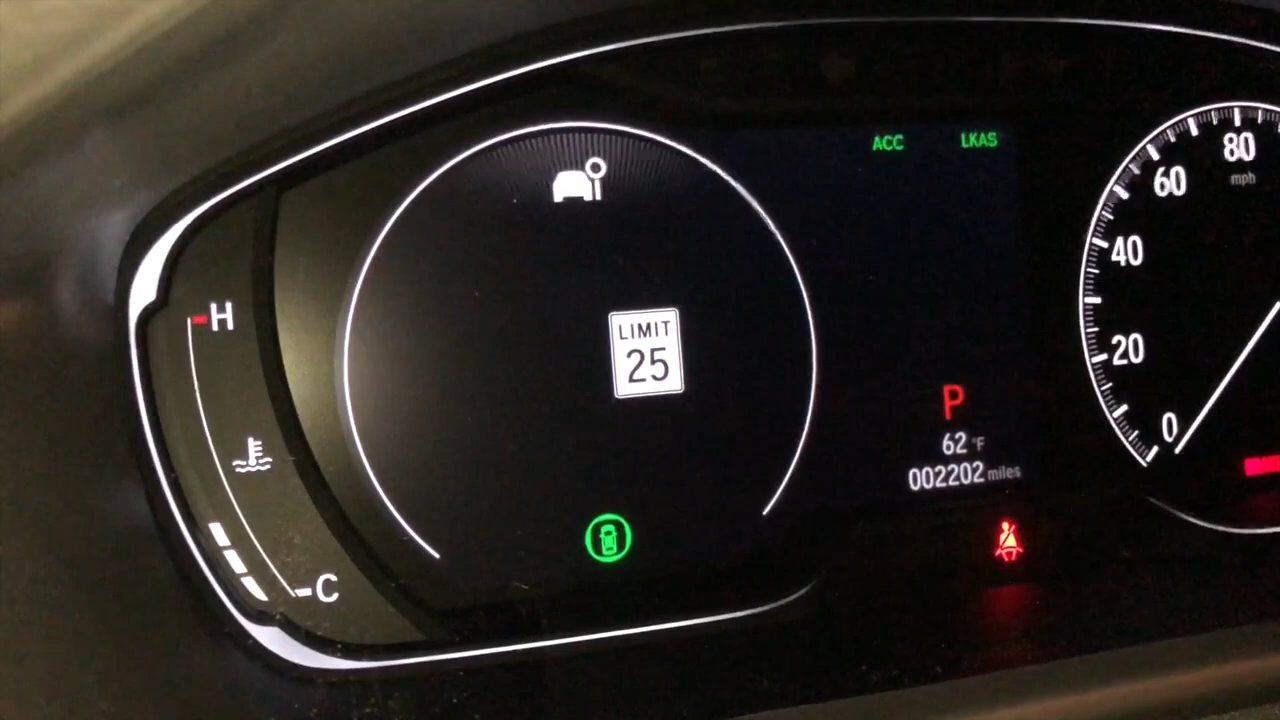 ACC LKAS
80
mph
60
40
H
LIMIT
25
20
P
0
62 °F
002202 miles
C